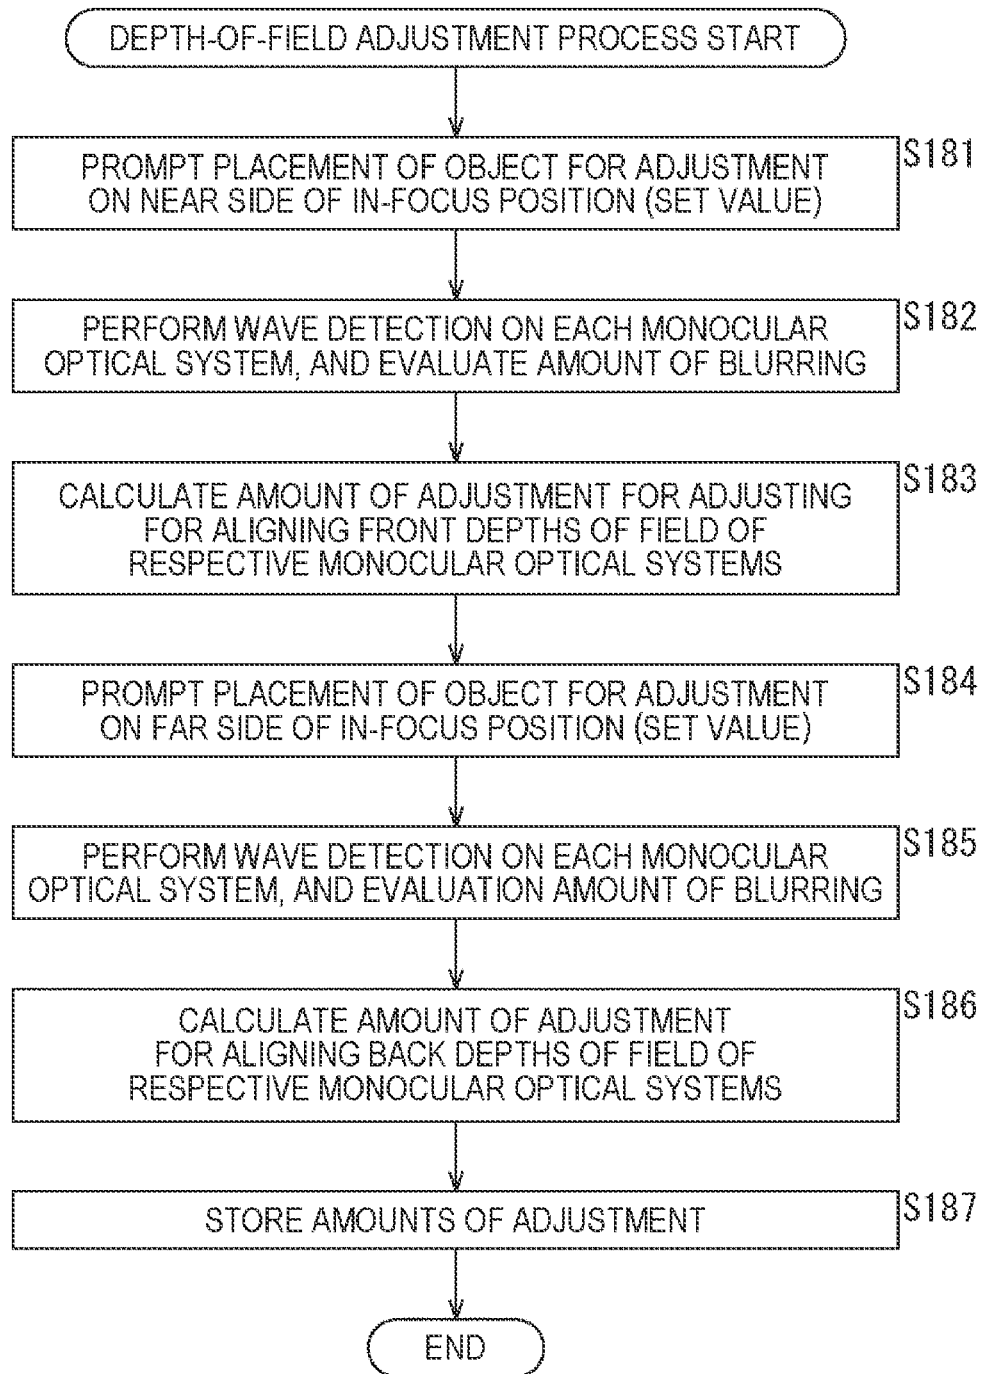 DEPTH-OF-FIELD ADJUSTMENT PROCESS START
S181
PROMPT PLACEMENT OF OBJECT FOR ADJUSTMENT
ON NEAR SIDE OF IN-FOCUS POSITION (SET VALUE)
S182
PERFORM WAVE DETECTION ON EACH MONOCULAR
OPTICAL SYSTEM, AND EVALUATE AMOUNT OF BLURRING
S183
CALCULATE AMOUNT OF ADJUSTMENT FOR ADJUSTING
FOR ALIGNING FRONT DEPTHS OF FIELD OF
RESPECTIVE MONOCULAR OPTICAL SYSTEMS
S184
PROMPT PLACEMENT OF OBJECT FOR ADJUSTMENT
ON FAR SIDE OF IN-FOCUS POSITION (SET VALUE)
S185
PERFORM WAVE DETECTION ON EACH MONOCULAR
OPTICAL SYSTEM, AND EVALUATION AMOUNT OF BLURRING
S186
CALCULATE AMOUNT OF ADJUSTMENT
FOR ALIGNING BACK DEPTHS OF FIELD OF
RESPECTIVE MONOCULAR OPTICAL SYSTEMS
S187
STORE AMOUNTS OF ADJUSTMENT
END